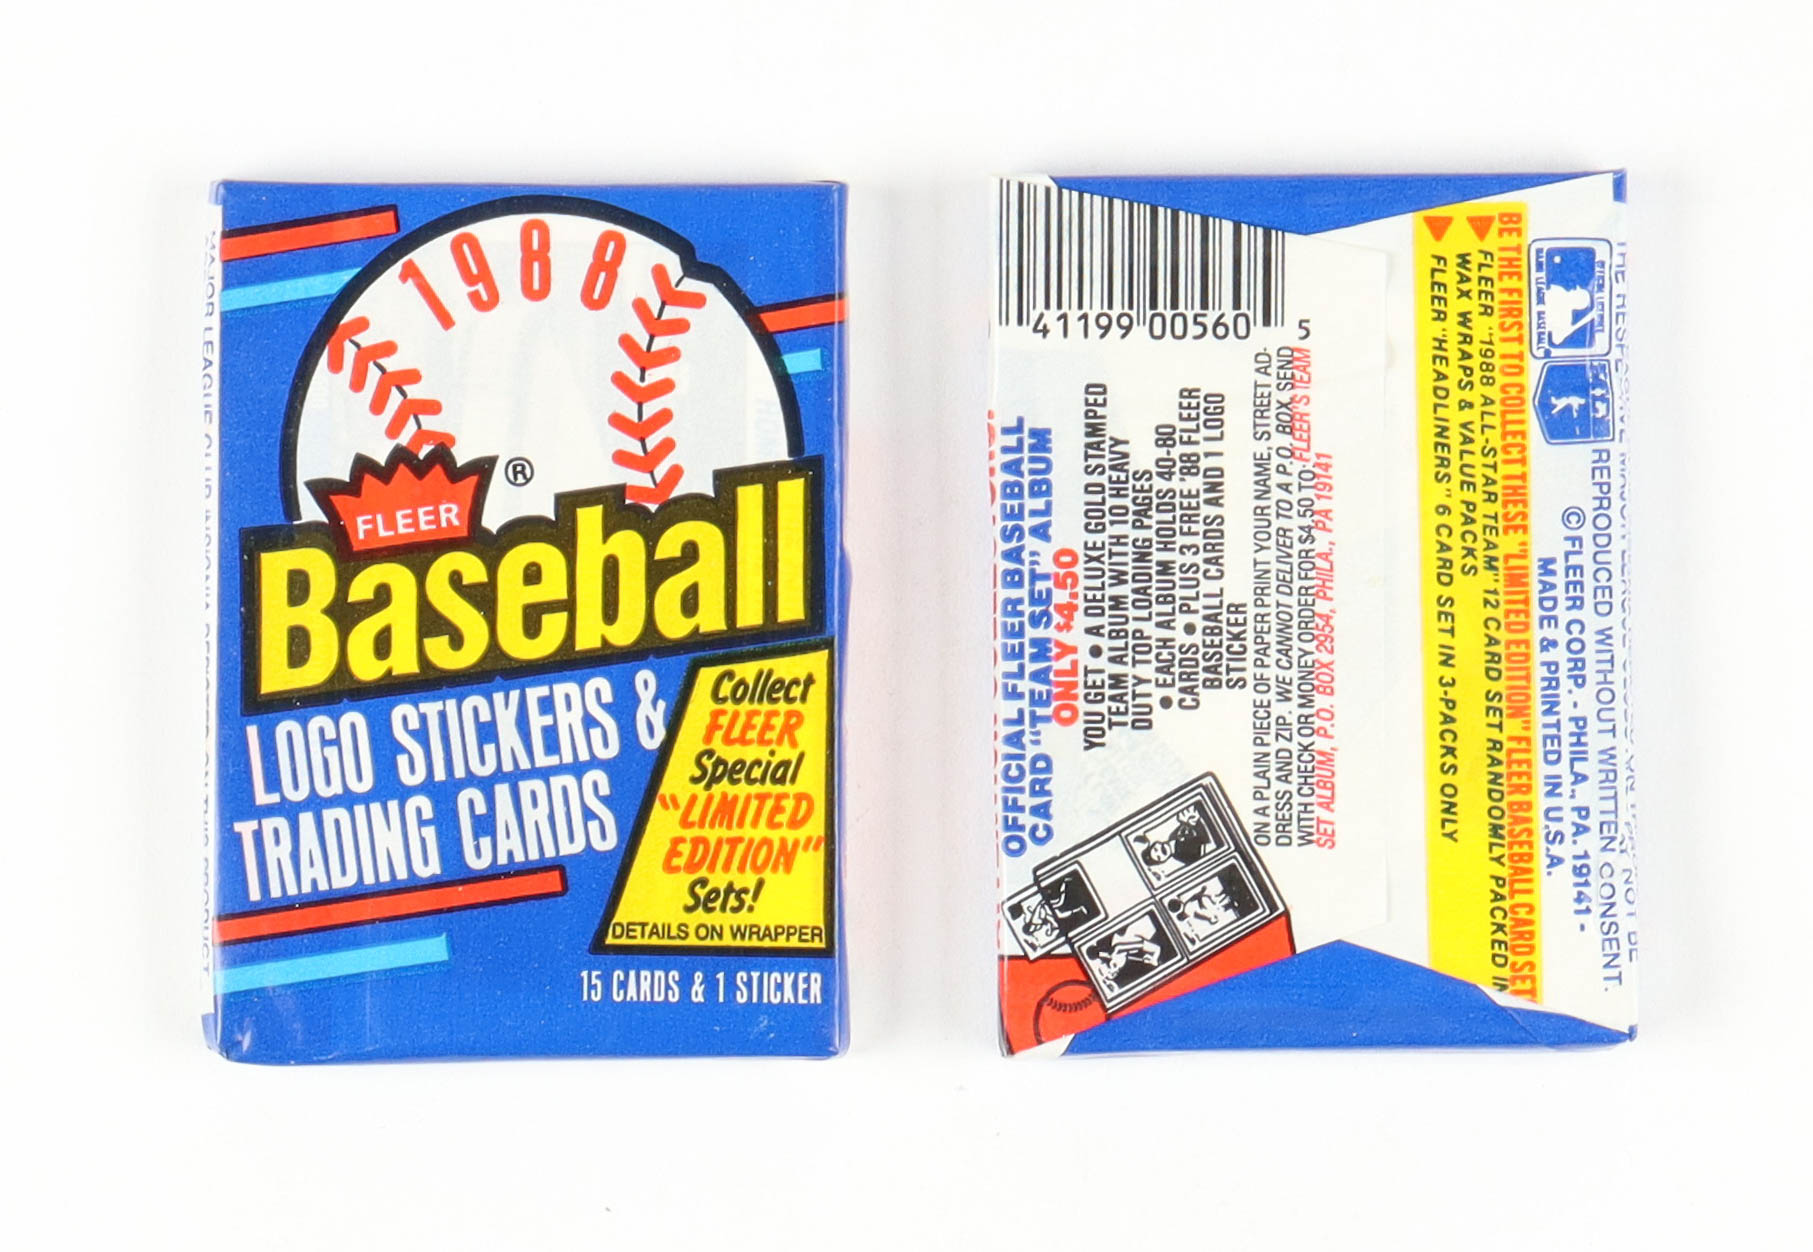 1988
FLEER
®
Baseball
LOGO STICKERS &
TRADING CARDS
Collect
FLEER
Special
"LIMITED
EDITION"
Sets!
DETAILS ON WRAPPER
15 CARDS & 1 STICKER
41199 00560 5
OFFICIAL FLEER BASEBALL
CARD "TEAM SET" ALBUM
ONLY $4.50
YOU GET • A DELUXE GOLD STAMPED
TEAM ALBUM WITH 10 HEAVY
DUTY TOP LOADING PAGES
• EACH ALBUM HOLDS 40-80
CARDS • PLUS 3 FREE '88 FLEER
BASEBALL CARDS AND 1 LOGO
STICKER
ON A PLAIN PIECE OF PAPER PRINT YOUR NAME, STREET AD-
DRESS AND ZIP. WE CANNOT DELIVER TO A P.O. BOX. SEND
WITH CHECK OR MONEY ORDER FOR $4.50 TO: FLEER'S TEAM
SET ALBUM, P.O. BOX 2954, PHILA., PA 19141
BE THE FIRST TO COLLECT THESE "LIMITED EDITION" FLEER BASEBALL CARD SET
FLEER "1988 ALL-STAR TEAM" 12 CARD SET RANDOMLY PACKED IN
WAX WRAPS & VALUE PACKS
FLEER "HEADLINERS" 6 CARD SET IN 3-PACKS ONLY
REPRODUCED WITHOUT WRITTEN CONSENT.
© FLEER CORP. - PHILA., PA. 19141 -
MADE & PRINTED IN U.S.A.